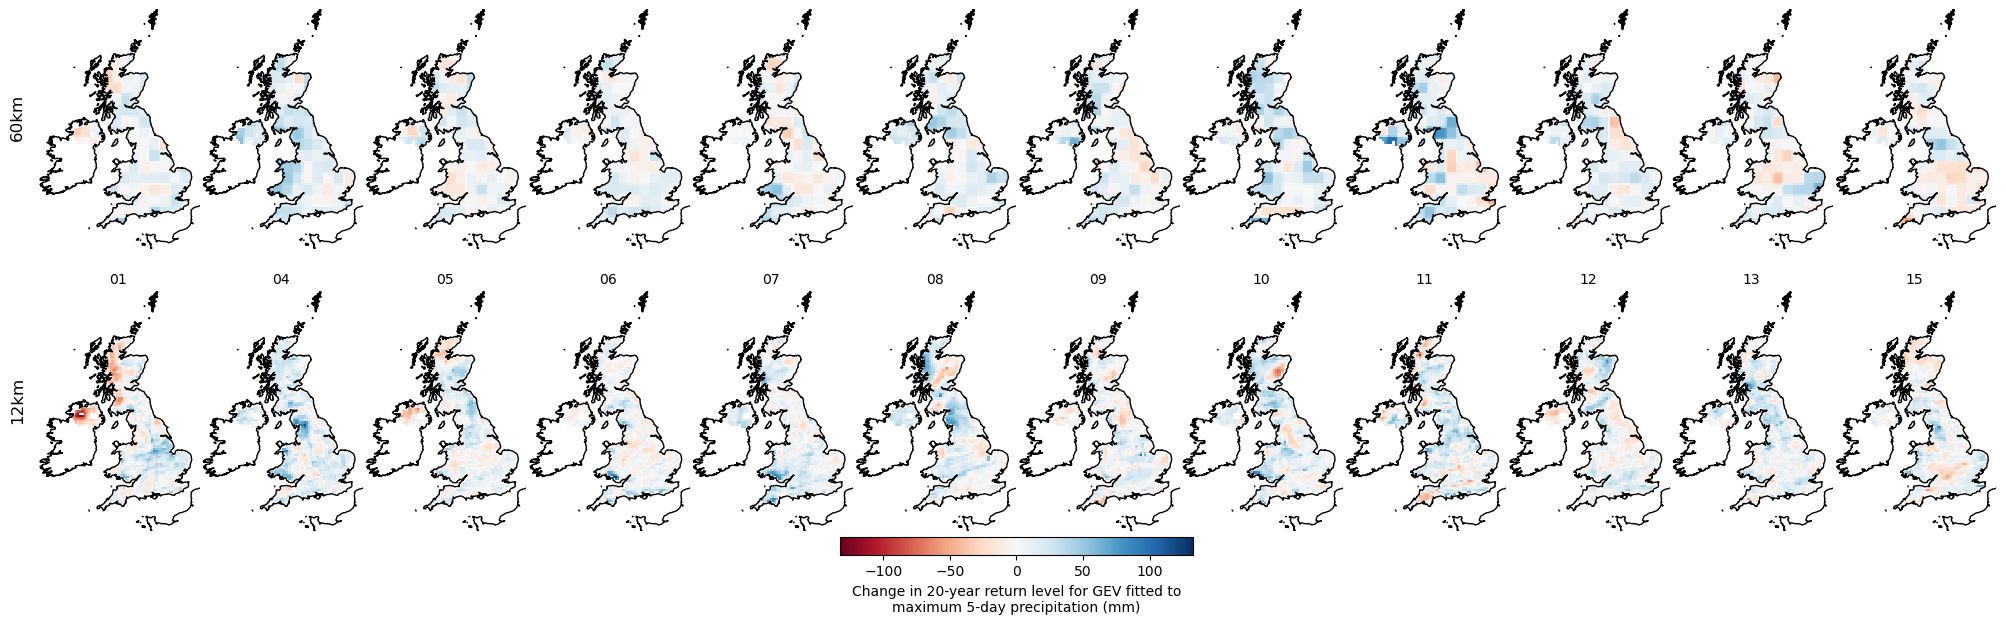 60km
01 04 05 06 07 08 09 10 11 12 13 15
12km
−100 −50 0 50 100
Change in 20-year return level for GEV fitted to
maximum 5-day precipitation (mm)